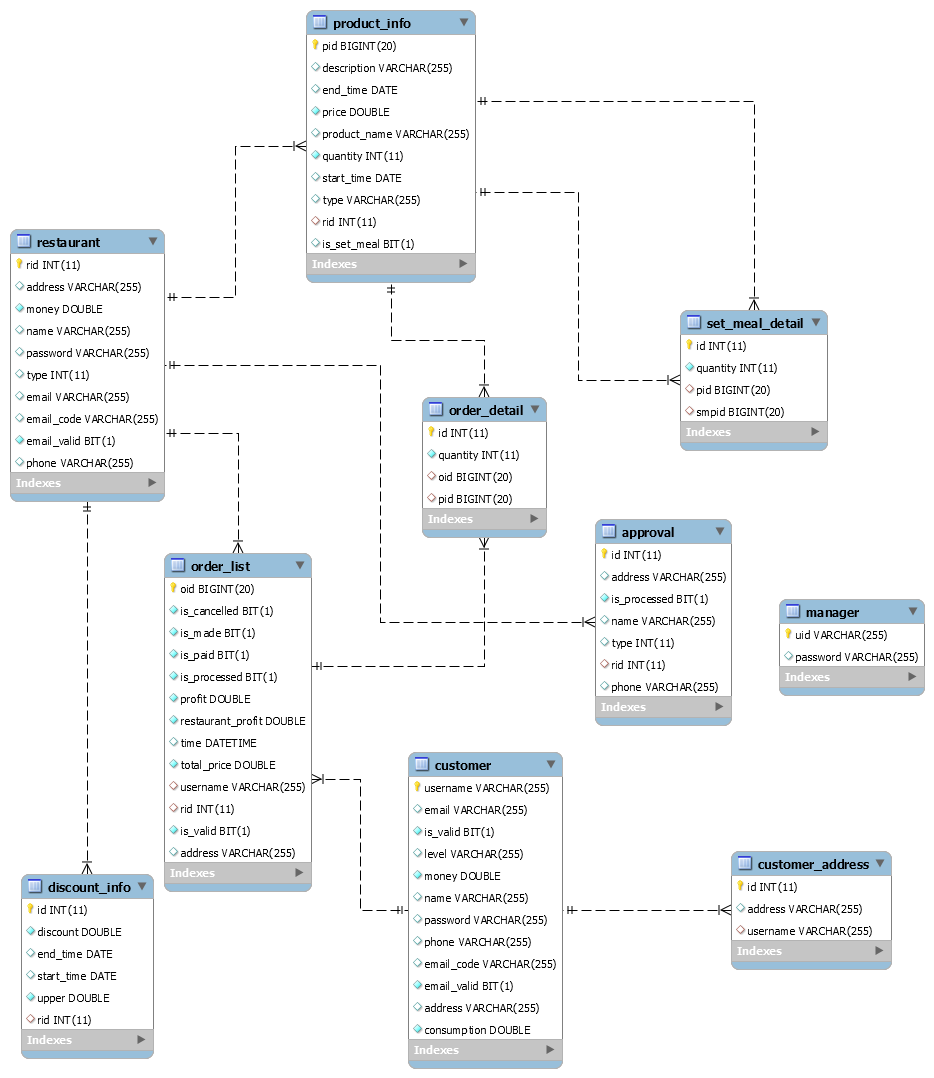 product_info
pid BIGINT(20)
description VARCHAR(255)
end_time DATE
price DOUBLE
product_name VARCHAR(255)
quantity INT(11)
start_time DATE
type VARCHAR(255)
rid INT(11)
is_set_meal BIT(1)
Indexes
restaurant
rid INT(11)
address VARCHAR(255)
money DOUBLE
name VARCHAR(255)
password VARCHAR(255)
type INT(11)
email VARCHAR(255)
email_code VARCHAR(255)
email_valid BIT(1)
phone VARCHAR(255)
Indexes
set_meal_detail
id INT(11)
quantity INT(11)
pid BIGINT(20)
smpid BIGINT(20)
Indexes
order_detail
id INT(11)
quantity INT(11)
oid BIGINT(20)
pid BIGINT(20)
Indexes
approval
id INT(11)
address VARCHAR(255)
is_processed BIT(1)
name VARCHAR(255)
type INT(11)
rid INT(11)
phone VARCHAR(255)
Indexes
order_list
oid BIGINT(20)
is_cancelled BIT(1)
is_made BIT(1)
is_paid BIT(1)
is_processed BIT(1)
profit DOUBLE
restaurant_profit DOUBLE
time DATETIME
total_price DOUBLE
username VARCHAR(255)
rid INT(11)
is_valid BIT(1)
address VARCHAR(255)
Indexes
manager
uid VARCHAR(255)
password VARCHAR(255)
Indexes
customer
username VARCHAR(255)
email VARCHAR(255)
is_valid BIT(1)
level VARCHAR(255)
money DOUBLE
name VARCHAR(255)
password VARCHAR(255)
phone VARCHAR(255)
email_code VARCHAR(255)
email_valid BIT(1)
address VARCHAR(255)
consumption DOUBLE
Indexes
customer_address
id INT(11)
address VARCHAR(255)
username VARCHAR(255)
Indexes
discount_info
id INT(11)
discount DOUBLE
end_time DATE
start_time DATE
upper DOUBLE
rid INT(11)
Indexes